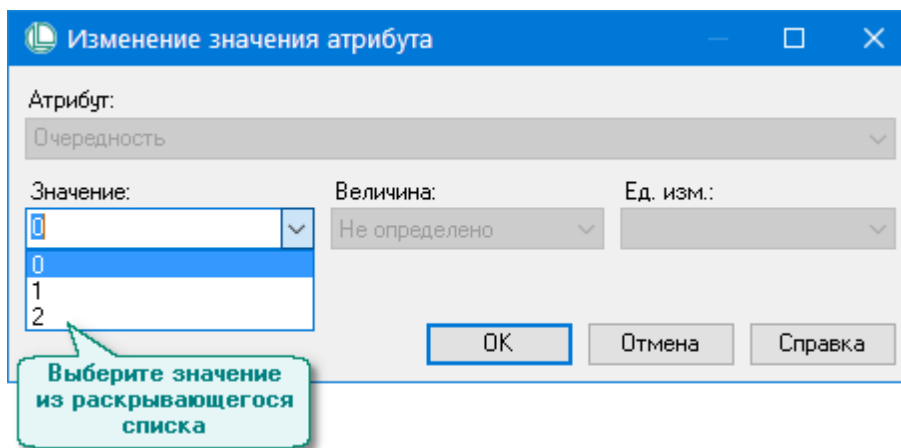 Изменение значения атрибута
Атрибут:
Очередность
Значение: Величина: Ед. изм.:
0 Не определено
0
1
2
OK Отмена Справка
Выберите значение
из раскрывающегося
списка